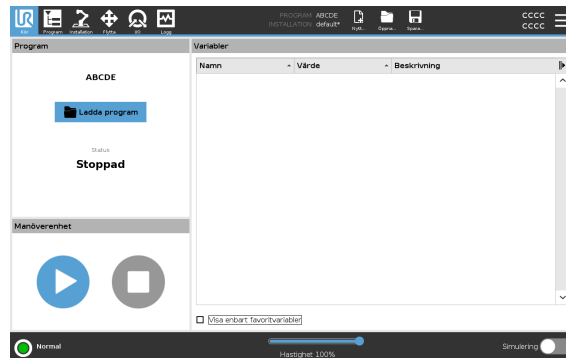 UR
PROGRAM ABCDE
INSTALLATION default*
CCCC
CCCC
Kör Program Installation Flytta I/O Logg Nytt... Öppna... Spara...
Program
Variabler
Namn Värde Beskrivning
ABCDE
Ladda program
Status
Stoppad
Manöverenhet
Visa enbart favoritvariabler
Normal
Hastighet 100%
Simulering